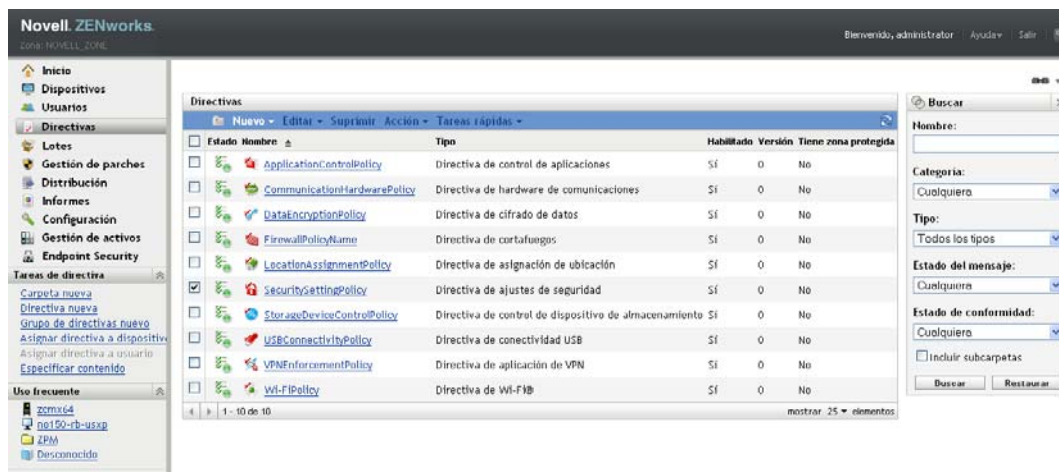 Novell. ZENworks.
Zona: NOVELL_ZONE
Bienvenido, administrator Ayuda Salir
Inicio
Dispositivos
Usuarios
Directivas
Lotes
Gestión de parches
Distribución
Informes
Configuración
Gestión de activos
Endpoint Security
Tareas de directiva
Carpeta nueva
Directiva nueva
Grupo de directivas nuevo
Asignar directiva a dispositiv
Asignar directiva a usuario
Especificar contenido
Uso frecuente
zcmx64
no150-rb-usxp
ZPM
Desconocido
Directivas
Nuevo Editar Suprimir Acción Tareas rápidas
Estado Nombre Tipo Habilitado Versión Tiene zona protegida
ApplicationControlPolicy Directiva de control de aplicaciones Sí 0 No
CommunicationHardwarePolicy Directiva de hardware de comunicaciones Sí 0 No
DataEncryptionPolicy Directiva de cifrado de datos Sí 0 No
FirewallPolicyName Directiva de cortafuegos Sí 0 No
LocationAssignmentPolicy Directiva de asignación de ubicación Sí 0 No
SecuritySettingPolicy Directiva de ajustes de seguridad Sí 0 No
StorageDeviceControlPolicy Directiva de control de dispositivo de almacenamiento Sí 0 No
USBConnectivityPolicy Directiva de conectividad USB Sí 0 No
VPNEnforcementPolicy Directiva de aplicación de VPN Sí 0 No
Wi-FiPolicy Directiva de Wi-Fi® Sí 0 No
1 - 10 de 10 mostrar 25 elementos
Buscar
Nombre:
Categoría:
Cualquiera
Tipo:
Todos los tipos
Estado del mensaje:
Cualquiera
Estado de conformidad:
Cualquiera
Incluir subcarpetas
Buscar Restaurar